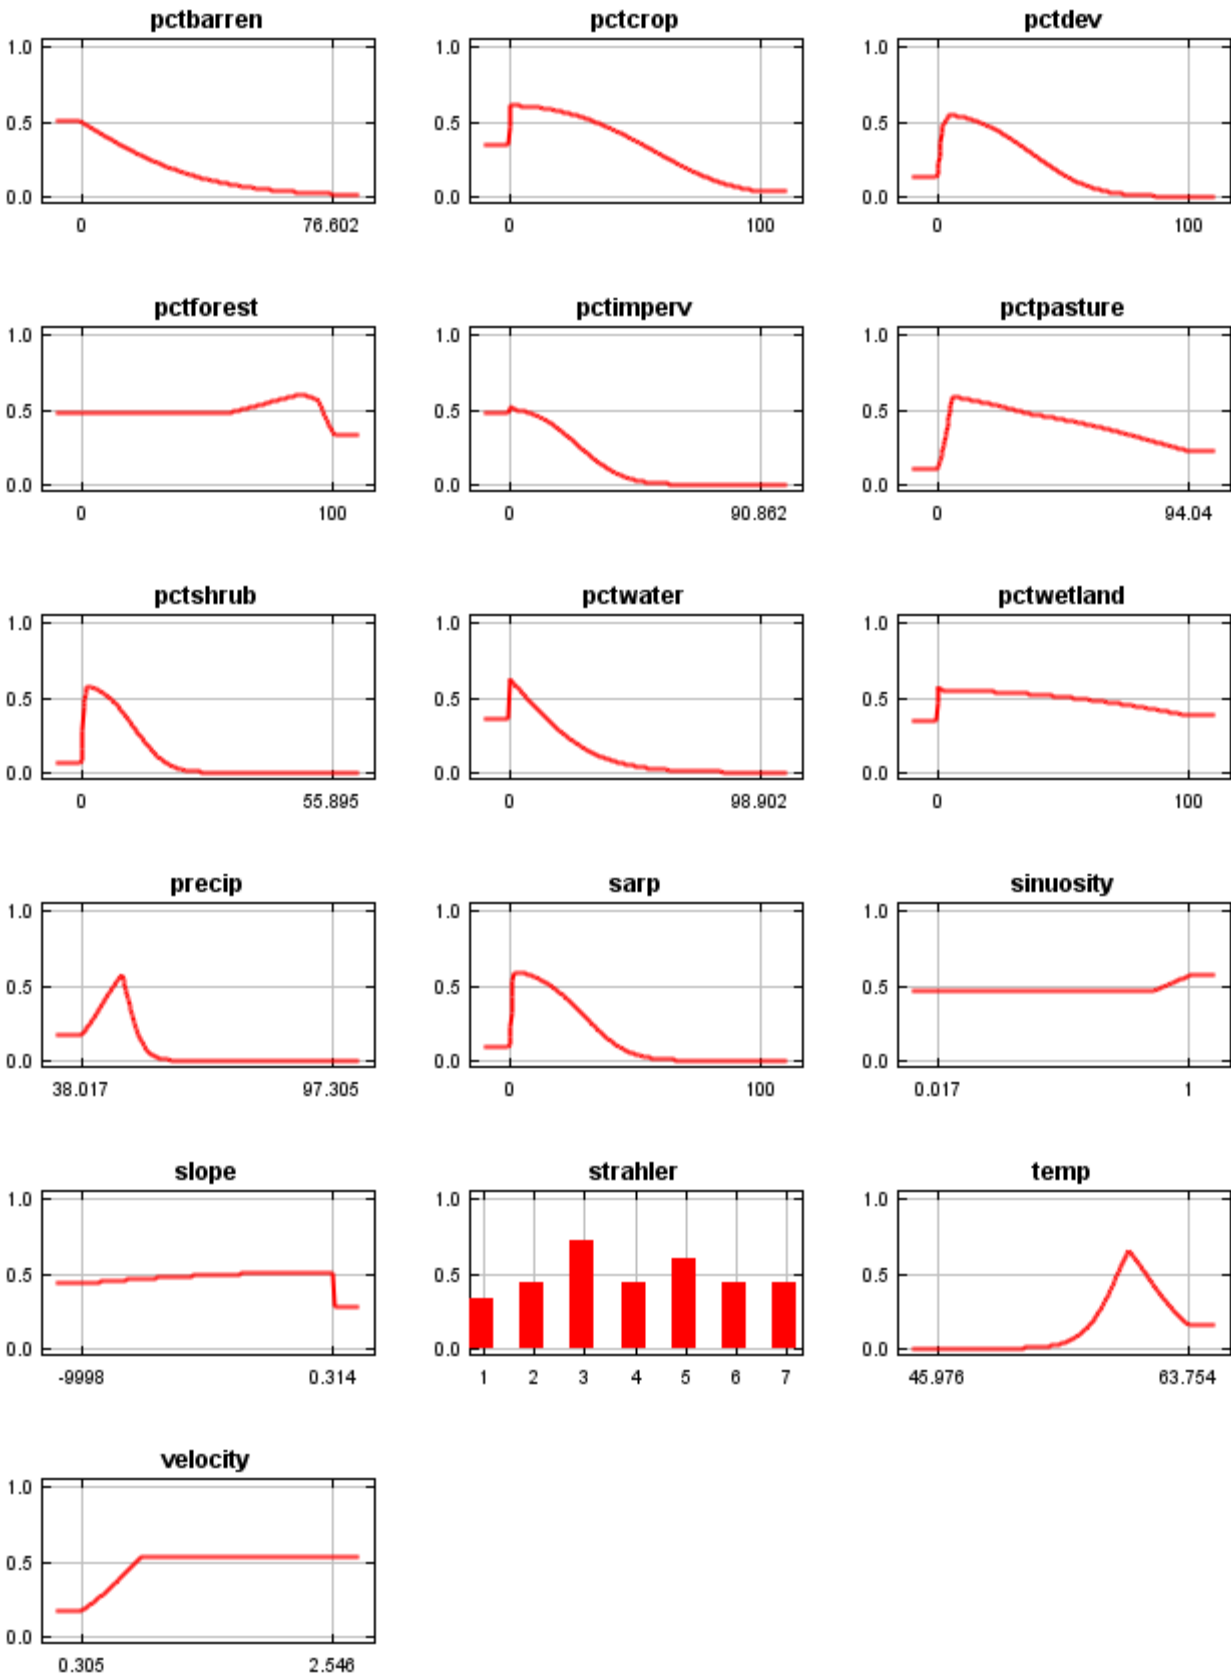 pctbarren pctcrop pctdev
1.0 1.0 1.0
0.5 0.5 0.5
0.0 0.0 0.0
0 76.602 0 100 0 100
pctforest pctimperv pctpasture
1.0 1.0 1.0
0.5 0.5 0.5
0.0 0.0 0.0
0 100 0 90.862 0 94.04
pctshrub pctwater pctwetland
1.0 1.0 1.0
0.5 0.5 0.5
0.0 0.0 0.0
0 55.895 0 98.902 0 100
precip sarp sinuosity
1.0 1.0 1.0
0.5 0.5 0.5
0.0 0.0 0.0
38.017 97.305 0 100 0.017 1
slope strahler temp
1.0 1.0 1.0
0.5 0.5 0.5
0.0 0.0 0.0
-9998 0.314 1 2 3 4 5 6 7 45.976 63.754
velocity
1.0
0.5
0.0
0.305 2.546